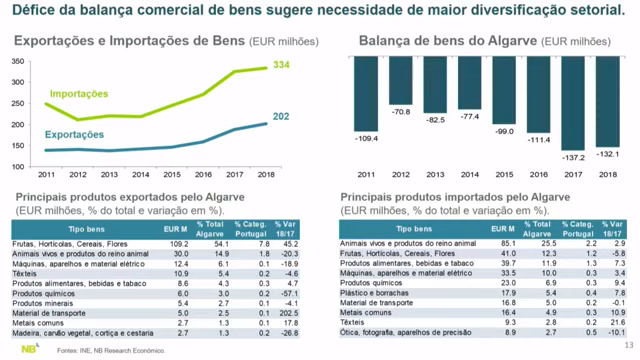 Défice da balança comercial de bens sugere necessidade de maior diversificação setorial.
Exportações e Importações de Bens (EUR milhões)
350
300
250
200
150
100
Importações
Exportações
334
202
2011 2012 2013 2014 2015 2016 2017 2018
Balança de bens do Algarve (EUR milhões)
-109.4 -70.8 -82.5 -77.4 -99.0 -111.4 -137.2 -132.1
2011 2012 2013 2014 2015 2016 2017 2018
Principais produtos exportados pelo Algarve
(EUR milhões, % do total e variação em %).
Tipo bens EUR M % Total Algarve % Categ. Portugal % Var 18/17
Frutas, Hortícolas, Cereais, Flores 109.2 54.1 7.8 45.2
Animais vivos e produtos do reino animal 30.0 14.9 1.8 -20.3
Máquinas, aparelhos e material elétrico 12.4 6.1 0.1 -18.9
Têxteis 10.9 5.4 0.2 -4.6
Produtos alimentares, bebidas e tabaco 8.6 4.3 0.3 4.7
Produtos químicos 6.0 3.0 0.2 -57.1
Produtos minerais 5.4 2.7 0.1 -4.1
Material de transporte 5.0 2.5 0.1 202.5
Metais comuns 2.7 1.3 0.1 17.8
Madeira, carvão vegetal, cortiça e cestaria 2.7 1.3 0.1 -26.8
Principais produtos importados pelo Algarve
(EUR milhões, % do total e variação em %).
Tipo bens EUR M % Total Algarve % Categ. Portugal % Var 18/17
Animais vivos e produtos do reino animal 85.1 25.5 2.2 2.9
Frutas, Hortícolas, Cereais, Flores 41.0 12.3 1.2 -5.8
Produtos alimentares, bebidas e tabaco 39.7 11.9 1.3 7.3
Máquinas, aparelhos e material elétrico 33.5 10.0 0.3 3.4
Produtos químicos 23.0 6.9 0.3 9.4
Plástico e borrachas 17.9 5.4 0.4 7.8
Material de transporte 16.8 5.0 0.2 -0.1
Metais comuns 16.4 4.9 0.3 10.9
Têxteis 9.3 2.8 0.2 21.6
Ótica, fotografia, aparelhos de precisão 8.9 2.7 0.5 -10.1
NB
Fontes: INE, NB Research Económico.
13